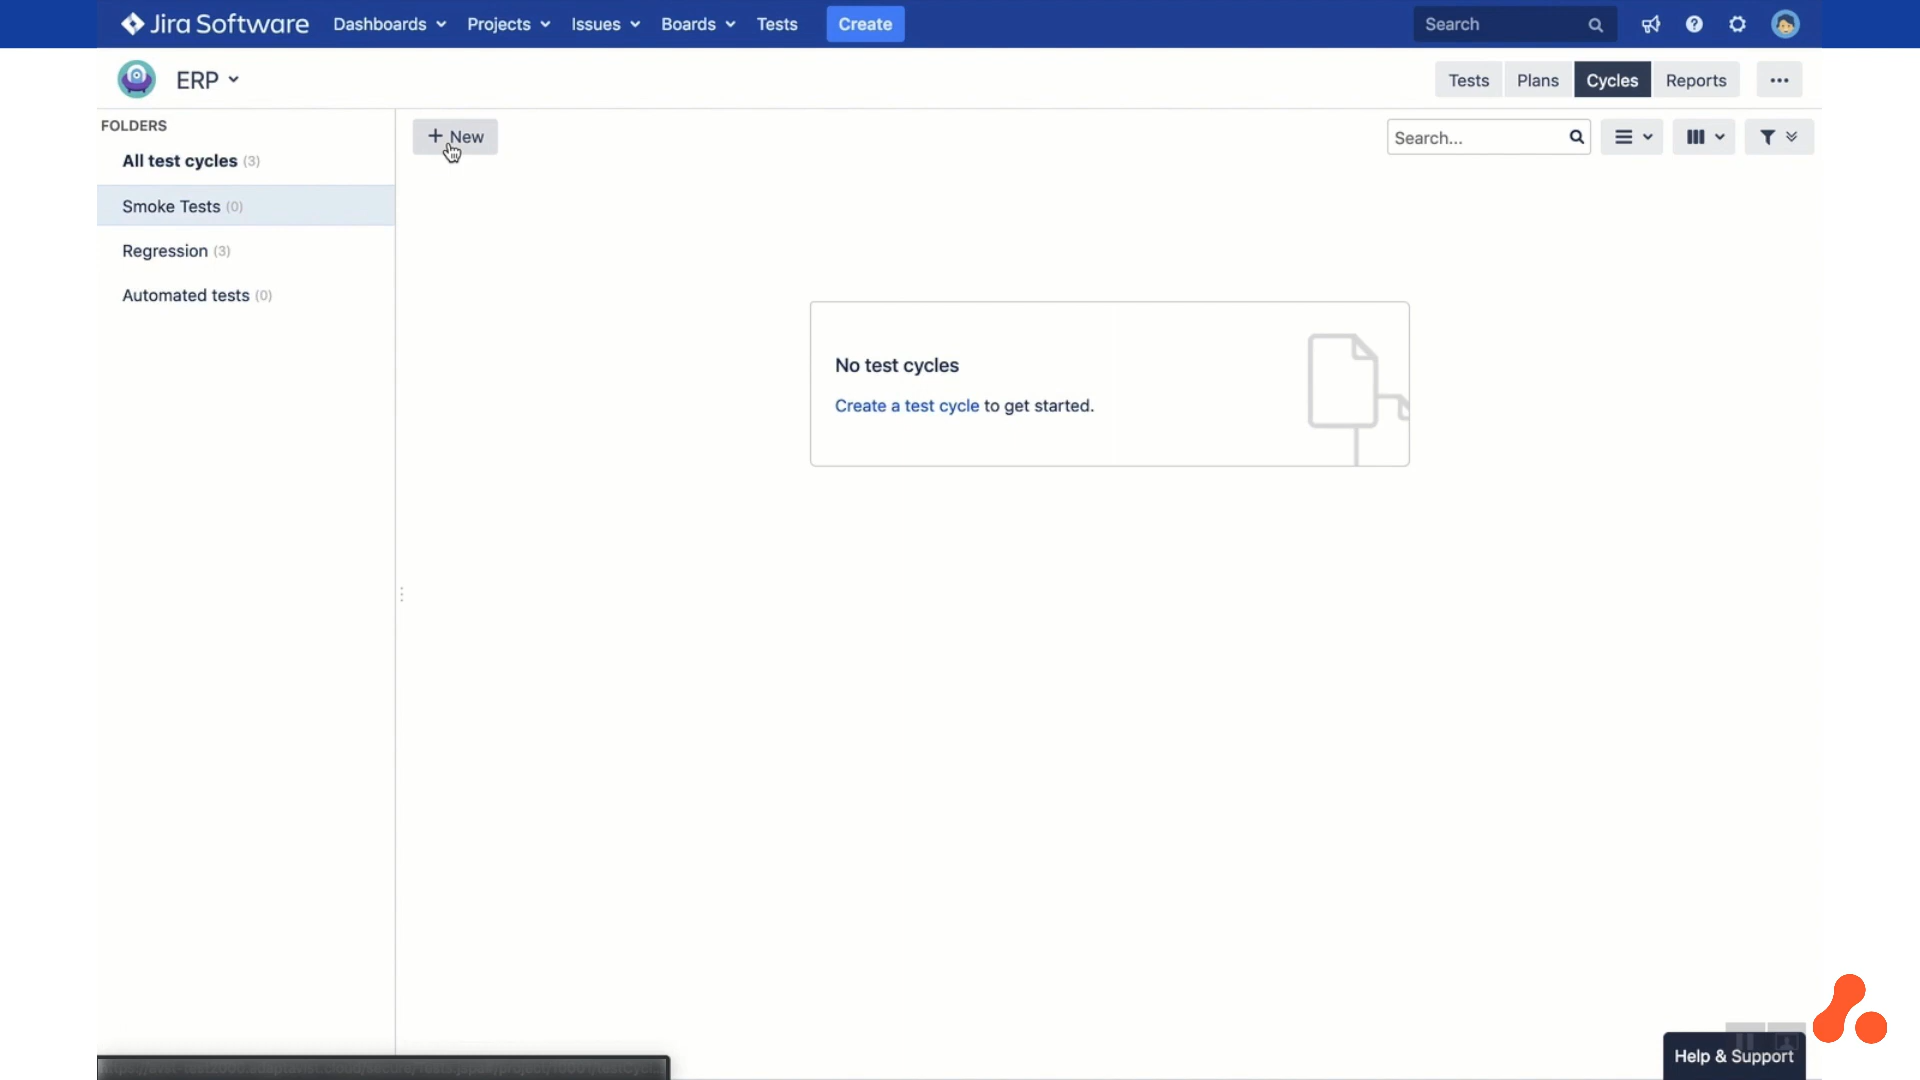 Jira Software Dashboards Projects Issues Boards Tests Create Search
ERP Tests Plans Cycles Reports
FOLDERS
All test cycles (3)
+ New
Search...
Smoke Tests (0)
Regression (3)
Automated tests (0)
No test cycles
Create a test cycle to get started.
Help & Support